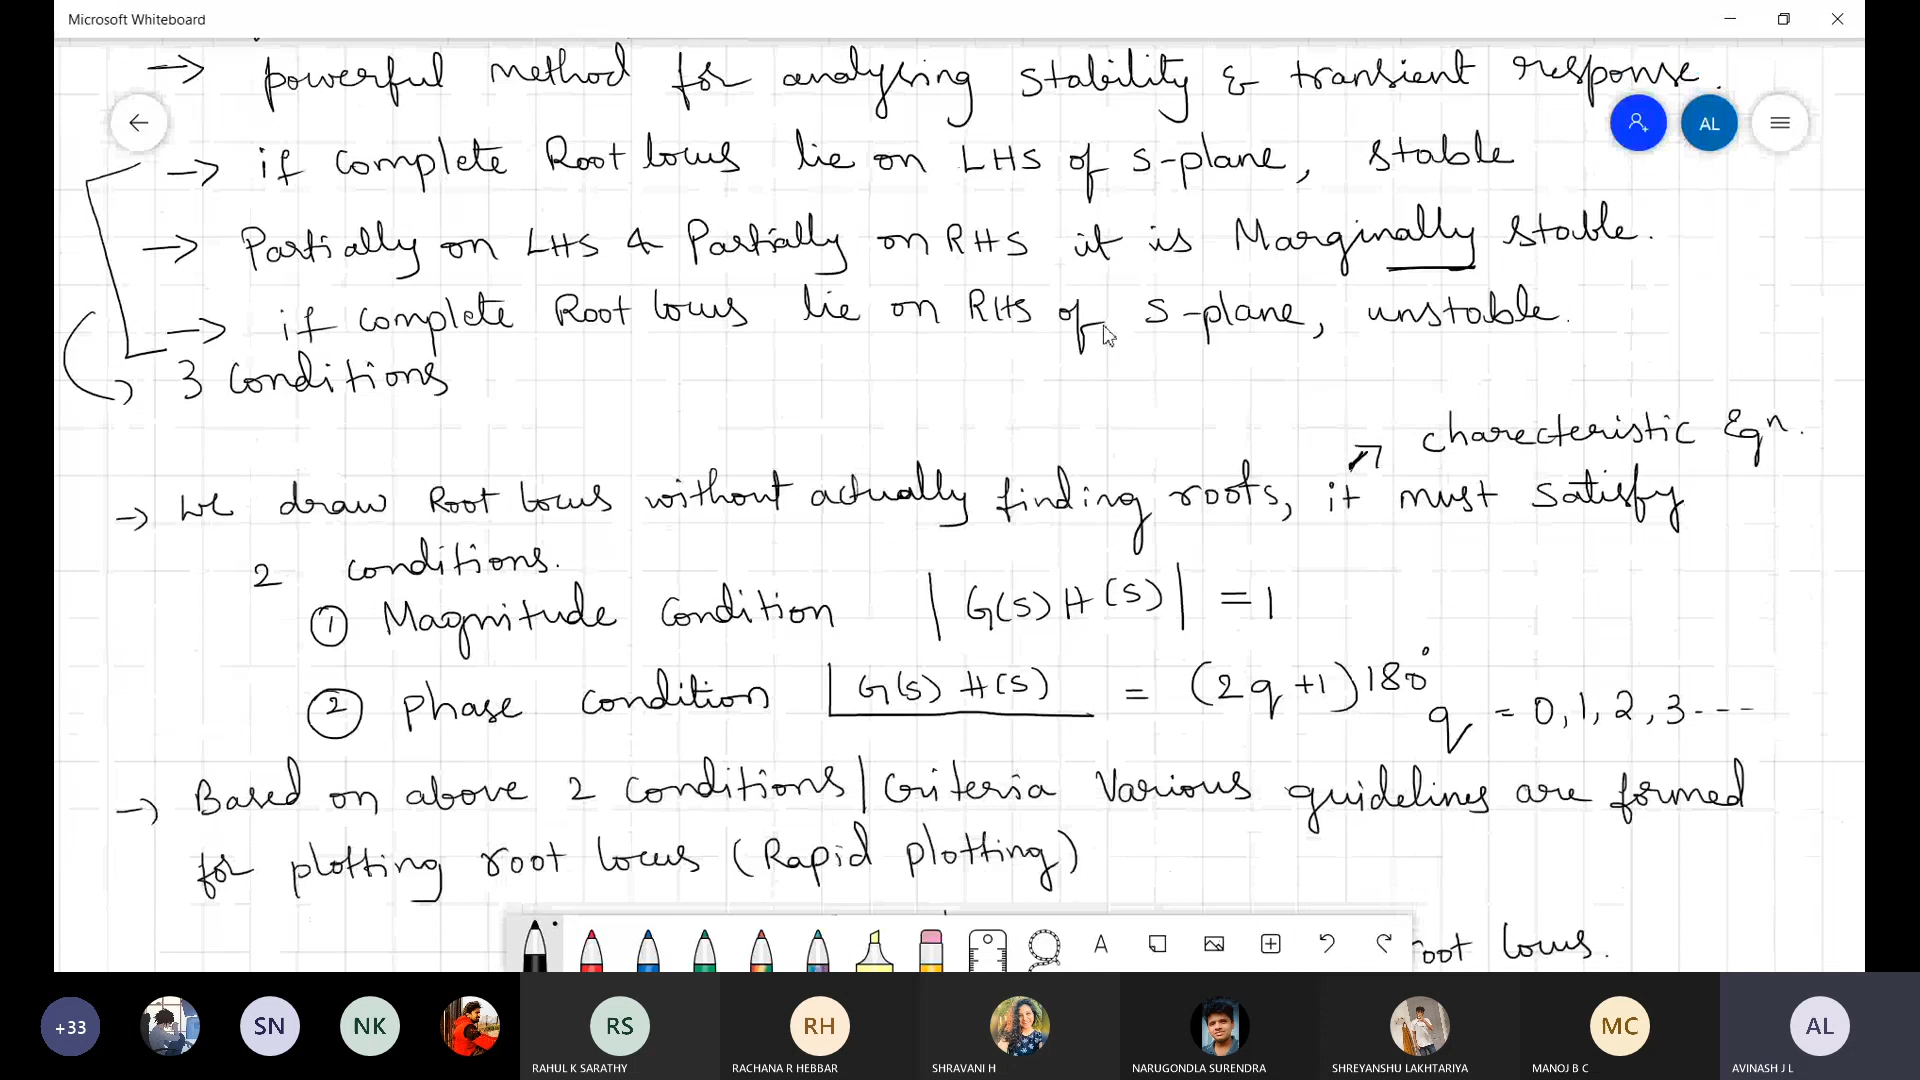 Microsoft Whiteboard
→ powerful method for analysing stability & transient response.
AL
→ if complete Root locus lie on LHS of s-plane, stable
→ Partially on LHS & Partially on RHS it is Marginally stable.
→ if complete Root locus lie on RHS of s-plane, unstable.
3 conditions
charecteristic Eqn.
→ we draw Root locus without actually finding roots, it must satisfy
2 conditions.
① Magnitude condition |G(s)H(s)| = 1
② Phase condition ∠G(s)H(s) = (2q+1)180° q = 0,1,2,3---
→ Based on above 2 conditions/Criteria Various guidelines are formed
for plotting root locus (Rapid plotting)
root locus.
+33 SN NK RS RH MC AL
RAHUL K SARATHY RACHANA R HEBBAR SHRAVANI H NARUGONDLA SURENDRA SHREYANSHU LAKHTARIYA MANOJ B C AVINASH J L